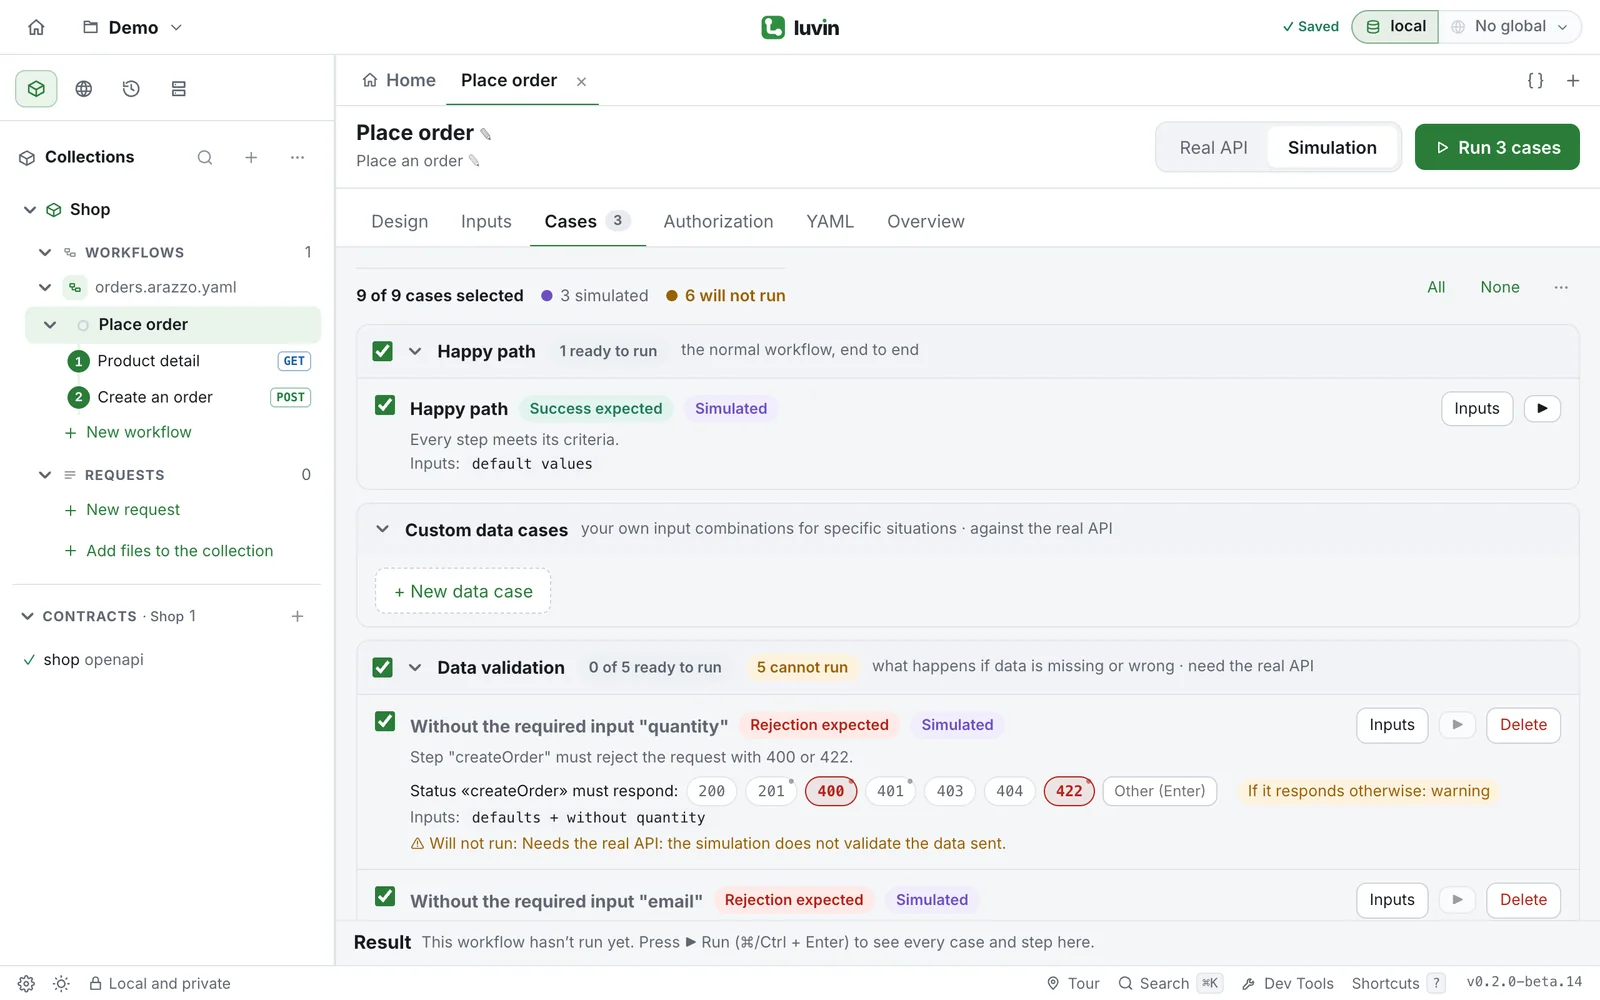 Demo
luvin
Saved
local
No global
Home
Place order
{}
Collections
Place order
Place an order
Real API
Simulation
Run 3 cases
Shop
Design
Inputs
Cases 3
Authorization
YAML
Overview
WORKFLOWS 1
orders.arazzo.yaml
Place order
1 Product detail GET
2 Create an order POST
+ New workflow
REQUESTS 0
+ New request
+ Add files to the collection
CONTRACTS · Shop 1
shop openapi
9 of 9 cases selected
3 simulated
6 will not run
All
None
Happy path 1 ready to run the normal workflow, end to end
Happy path Success expected Simulated Inputs
Every step meets its criteria.
Inputs: default values
Custom data cases your own input combinations for specific situations · against the real API
+ New data case
Data validation 0 of 5 ready to run 5 cannot run what happens if data is missing or wrong · need the real API
Without the required input "quantity" Rejection expected Simulated Inputs Delete
Step "createOrder" must reject the request with 400 or 422.
Status «createOrder» must respond: 200 201 400 401 403 404 422 Other (Enter) If it responds otherwise: warning
Inputs: defaults + without quantity
Will not run: Needs the real API: the simulation does not validate the data sent.
Without the required input "email" Rejection expected Simulated Inputs Delete
Result This workflow hasn't run yet. Press ▶ Run (⌘/Ctrl + Enter) to see every case and step here.
Local and private
Tour
Search ⌘K
Dev Tools
Shortcuts ?
v0.2.0-beta.14